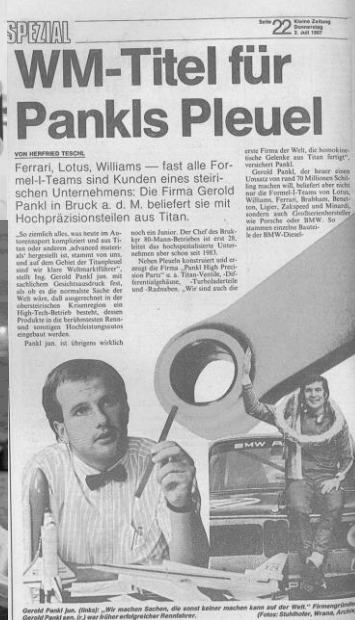 SPEZIAL
Seite 22 Kleine Zeitung
Donnerstag
2. Juli 1987
WM-Titel für
Pankls Pleuel
VON HERFRIED TESCHL
Ferrari, Lotus, Williams — fast alle For-
mel-I-Teams sind Kunden eines steiri-
schen Unternehmens: Die Firma Gerold
Pankl in Bruck a. d. M. beliefert sie mit
Hochpräzisionsteilen aus Titan.
„So ziemlich alles, was heute im Au-
torennsport kompliziert und aus Ti-
tan oder anderen ‚advanced materi-
als' hergestellt ist, stammt von uns,
und auf dem Gebiet der Titanpleuel
sind wir klare Weltmarktführer",
stellt Ing. Gerold Pankl jun. mit
sachlichem Gesichtsausdruck fest,
als ob es die normalste Sache der
Welt wäre, daß ausgerechnet in der
obersteirischen Krisenregion ein
High-Tech-Betrieb besteht, dessen
Produkte in die berühmtesten Renn-
und sonstigen Hochleistungsautos
eingebaut werden.
Pankl jun. ist übrigens wirklich
noch ein Junior. Der Chef des Bruk-
ker 80-Mann-Betriebes ist erst 28,
leitet das hochspezialisierte Unter-
nehmen aber schon seit 1983.
Neben Pleueln konstruiert und er-
zeugt die Firma „Pankl High Preci-
sion Parts" u. a. Titan-Ventile, -Dif-
ferentialgehäuse, -Turboladerteile
und -Radnaben. „Wir sind auch die
erste Firma der Welt, die homokine-
tische Gelenke aus Titan fertigt",
versichert Pankl.
Gerold Pankl, der heuer einen
Umsatz von rund 70 Millionen Schil-
ling machen will, beliefert aber nicht
nur die Formel-I-Teams von Lotus,
Williams, Ferrari, Brabham, Benet-
ton, Ligier, Zakspeed und Minardi,
sondern auch Großserienhersteller
wie Porsche oder BMW. So
stammen einzelne Bautei-
le der BMW-Diesel-
BMW
Gerold Pankl jun. (links): „Wir machen Sachen, die sonst keiner machen kann auf der Welt." Firmengründer
Gerold Pankl sen. (r.) war früher erfolgreicher Rennfahrer. (Fotos: Stuhlhofer, Wrana, Archiv)